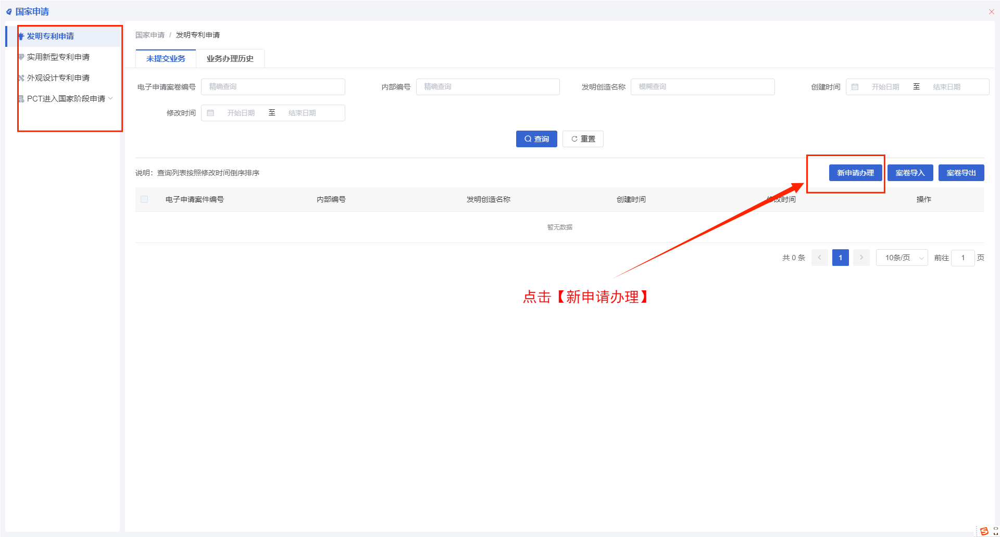 国家申请
发明专利申请
实用新型专利申请
外观设计专利申请
PCT进入国家阶段申请
国家申请 / 发明专利申请
未提交业务 业务办理历史
电子申请案卷编号 精确查询 内部编号 精确查询 发明创造名称 模糊查询 创建时间 开始日期 至 结束日期
修改时间 开始日期 至 结束日期
查询 重置
说明：查询列表按照修改时间倒序排序 新申请办理 案卷导入 案卷导出
电子申请案件编号 内部编号 发明创造名称 创建时间 修改时间 操作
暂无数据
共 0 条 1 10条/页 前往 1 页
点击【新申请办理】